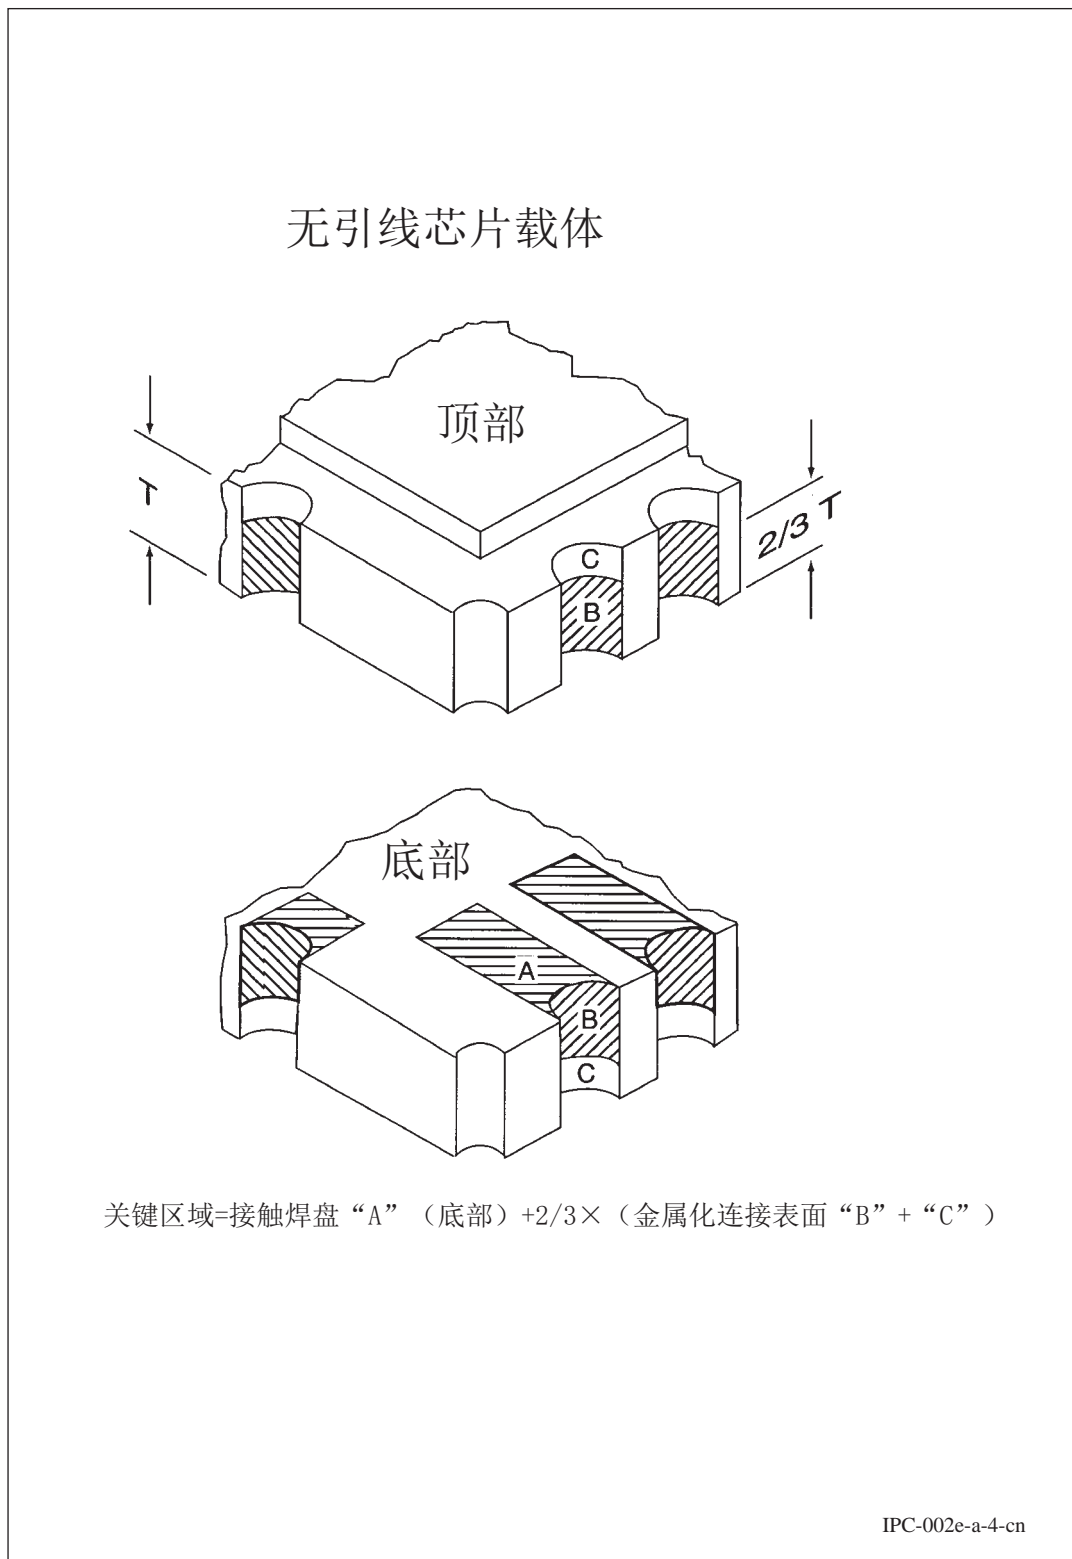 无引线芯片载体
顶部
T
2/3 T
C
B
底部
A
B
C
关键区域=接触焊盘“A”（底部）+2/3×（金属化连接表面“B”+“C”）
IPC-002e-a-4-cn